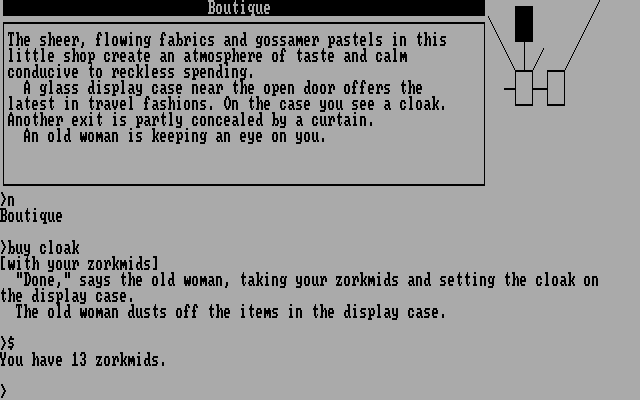 Boutique
The sheer, flowing fabrics and gossamer pastels in this
little shop create an atmosphere of taste and calm
conducive to reckless spending.
A glass display case near the open door offers the
latest in travel fashions. On the case you see a cloak.
Another exit is partly concealed by a curtain.
An old woman is keeping an eye on you.
>n
Boutique
>buy cloak
[with your zorkmids]
"Done," says the old woman, taking your zorkmids and setting the cloak on
the display case.
The old woman dusts off the items in the display case.
>$
You have 13 zorkmids.
>